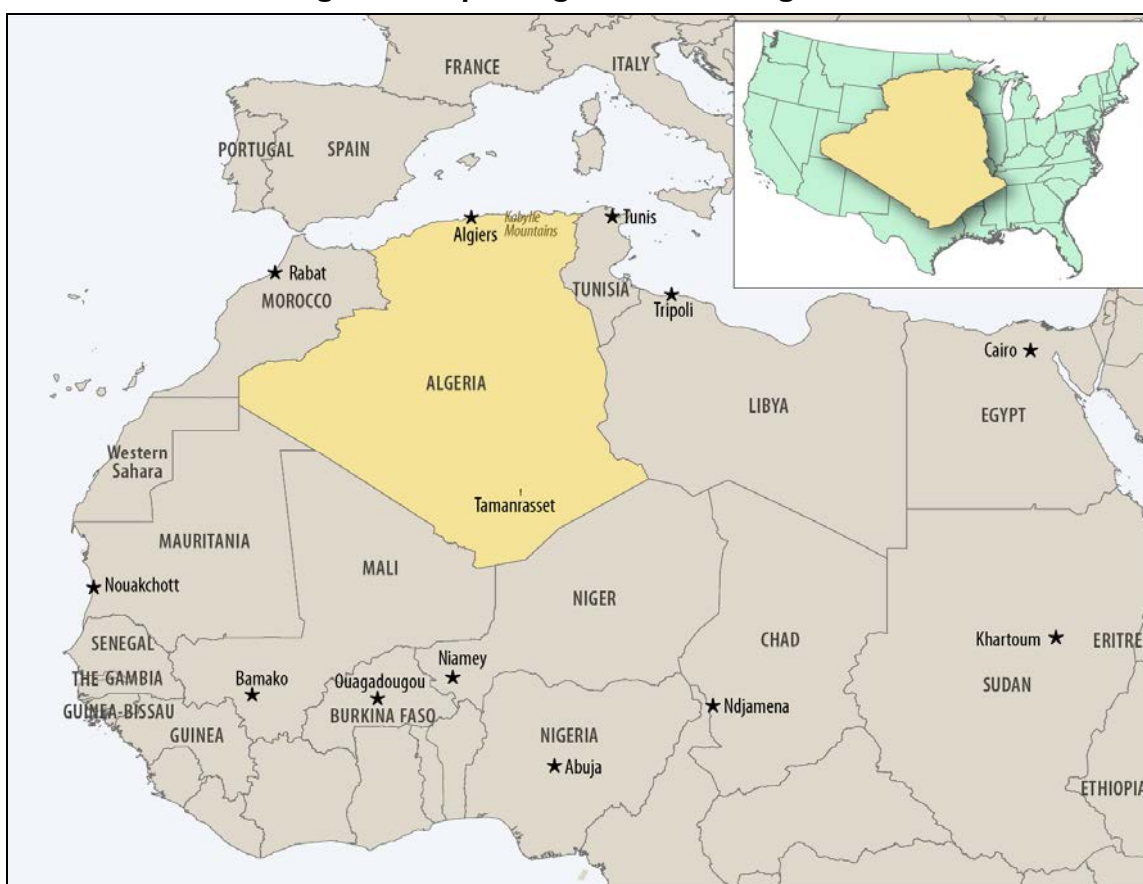 FRANCE
ITALY
PORTUGAL
SPAIN
Algiers
Kabylie
Mountains
Tunis
Rabat
MOROCCO
TUNISIA
Tripoli
Cairo
ALGERIA
LIBYA
EGYPT
Western
Sahara
Tamanrasset
MAURITANIA
MALI
Nouakchott
NIGER
CHAD
SENEGAL
Khartoum
ERITRE
THE GAMBIA
Bamako
Ouagadougou
Niamey
SUDAN
GUINEA-BISSAU
BURKINA FASO
Ndjamena
GUINEA
NIGERIA
Abuja
ETHIOPIA